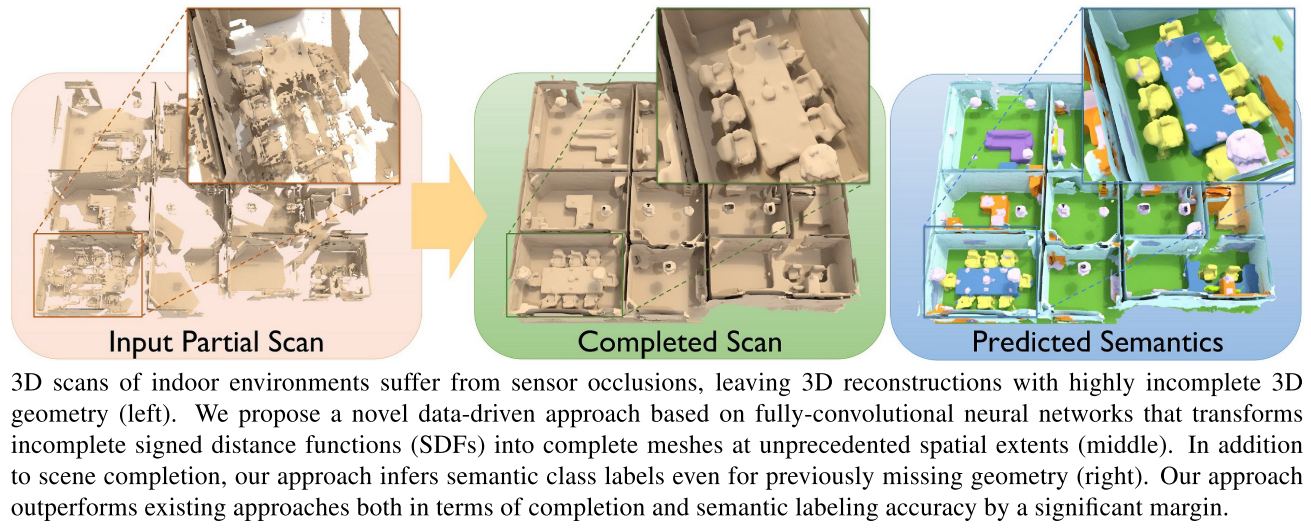 Input Partial Scan
Completed Scan
Predicted Semantics
3D scans of indoor environments suffer from sensor occlusions, leaving 3D reconstructions with highly incomplete 3D
geometry (left). We propose a novel data-driven approach based on fully-convolutional neural networks that transforms
incomplete signed distance functions (SDFs) into complete meshes at unprecedented spatial extents (middle). In addition
to scene completion, our approach infers semantic class labels even for previously missing geometry (right). Our approach
outperforms existing approaches both in terms of completion and semantic labeling accuracy by a significant margin.